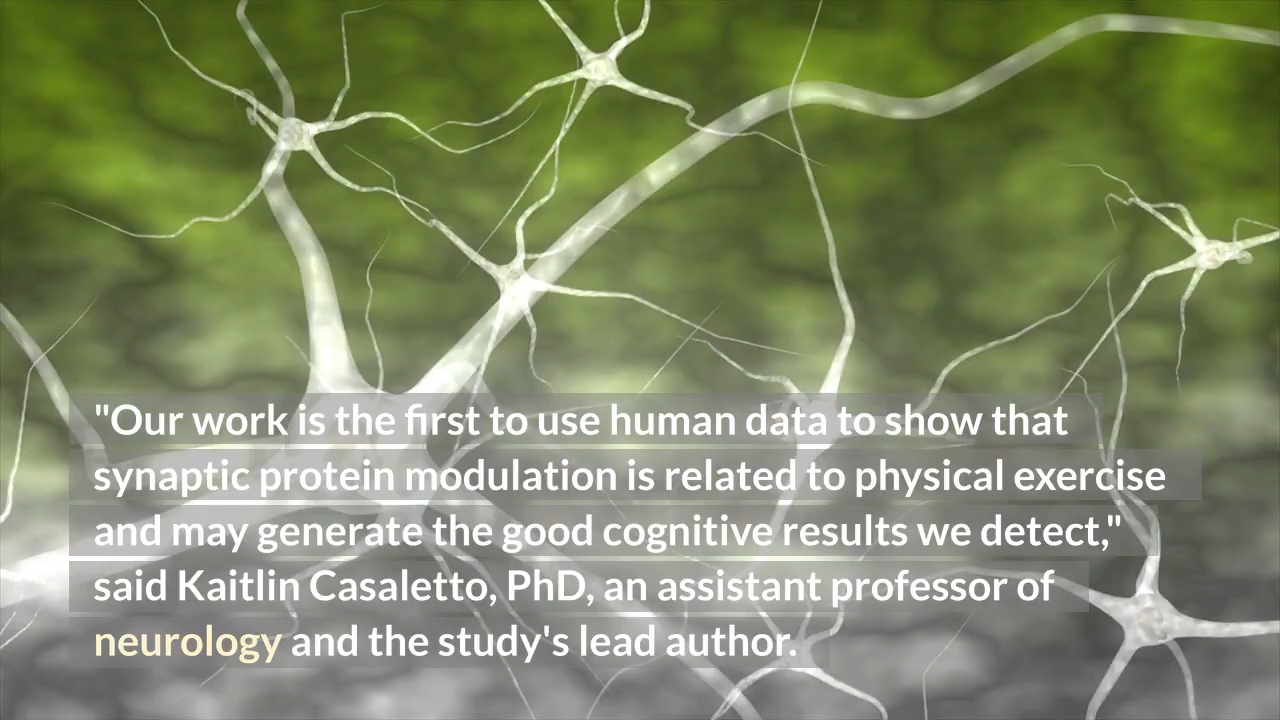 "Our work is the first to use human data to show that
synaptic protein modulation is related to physical exercise
and may generate the good cognitive results we detect,"
said Kaitlin Casaletto, PhD, an assistant professor of
neurology and the study's lead author.